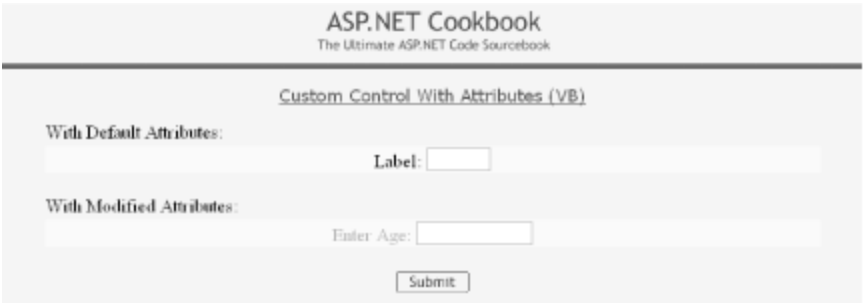 ASP.NET Cookbook
The Ultimate ASP.NET Code Sourcebook
Custom Control With Attributes (VB)
With Default Attributes:
Label:
With Modified Attributes:
Enter Age:
Submit